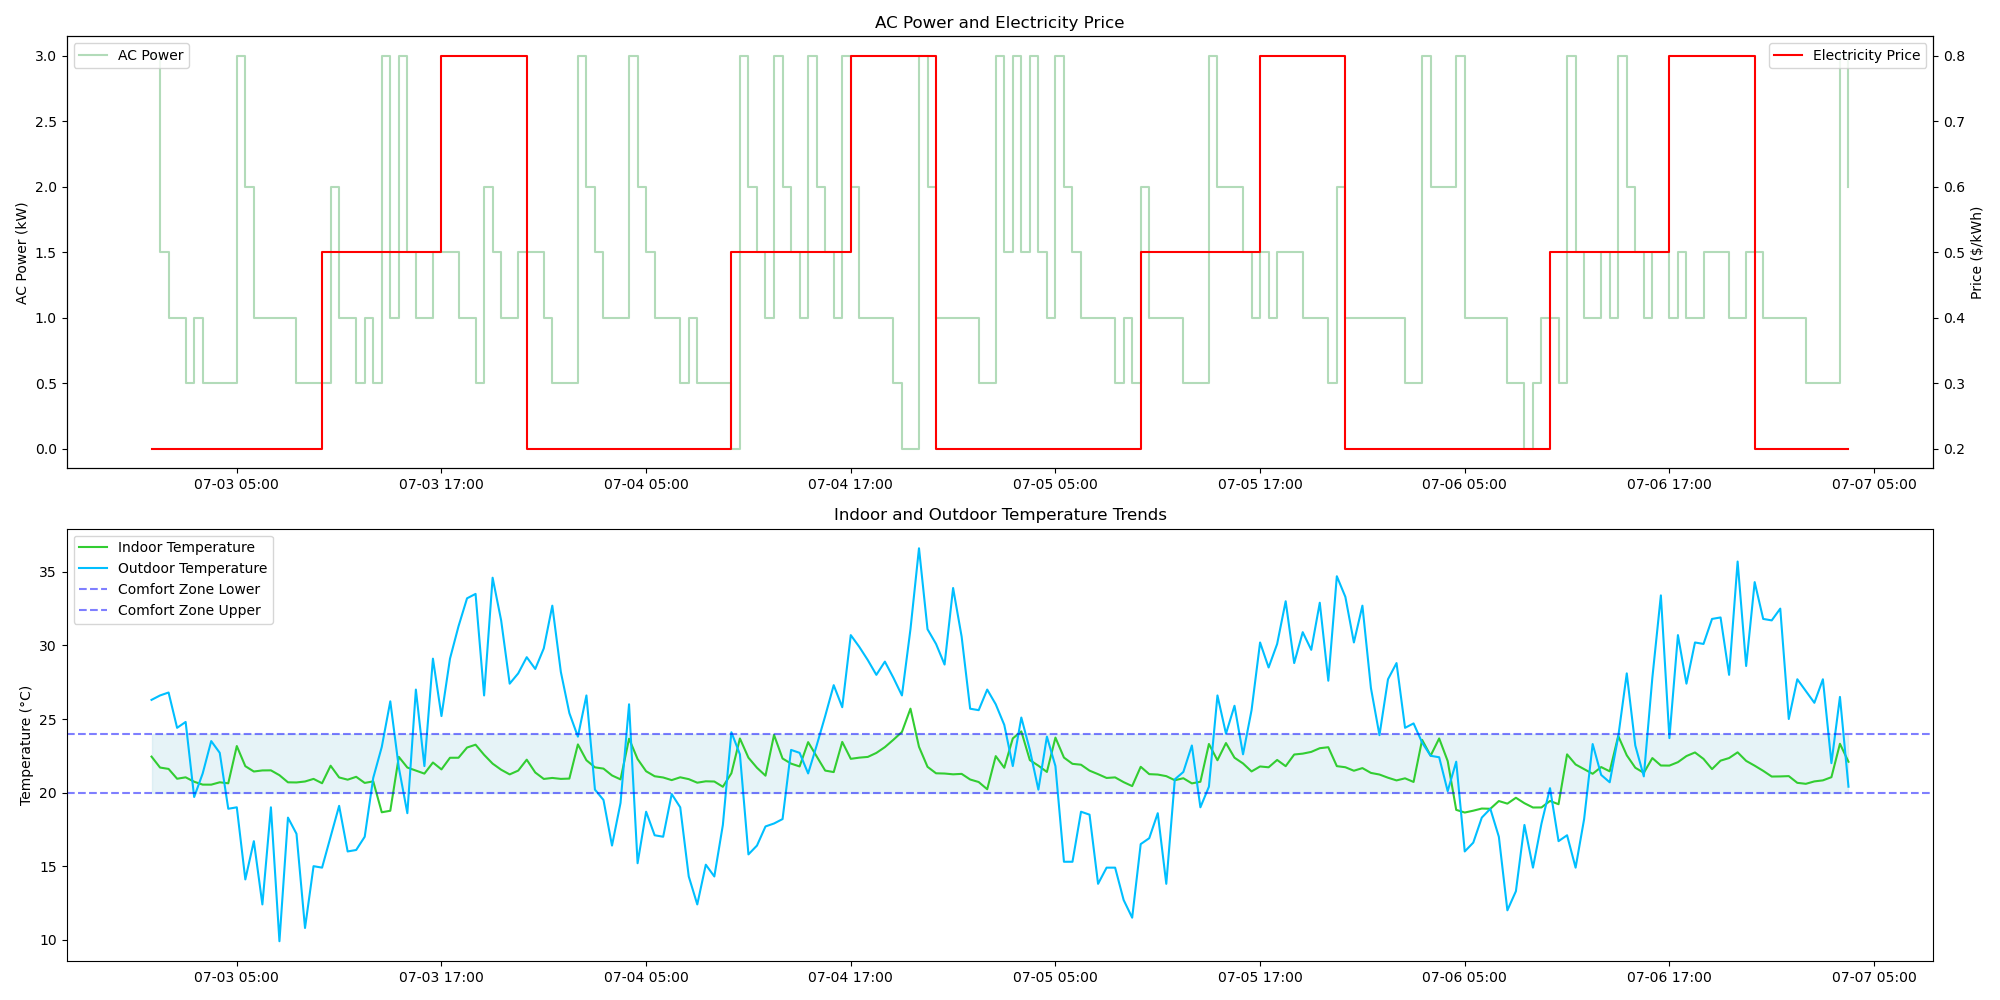 AC Power and Electricity Price
AC Power
Electricity Price
AC Power (kW)
3.0
2.5
2.0
1.5
1.0
0.5
0.0
Price ($/kWh)
0.8
0.7
0.6
0.5
0.4
0.3
0.2
07-03 05:00 07-03 17:00 07-04 05:00 07-04 17:00 07-05 05:00 07-05 17:00 07-06 05:00 07-06 17:00 07-07 05:00
Indoor and Outdoor Temperature Trends
Indoor Temperature
Outdoor Temperature
Comfort Zone Lower
Comfort Zone Upper
Temperature (°C)
35
30
25
20
15
10
07-03 05:00 07-03 17:00 07-04 05:00 07-04 17:00 07-05 05:00 07-05 17:00 07-06 05:00 07-06 17:00 07-07 05:00